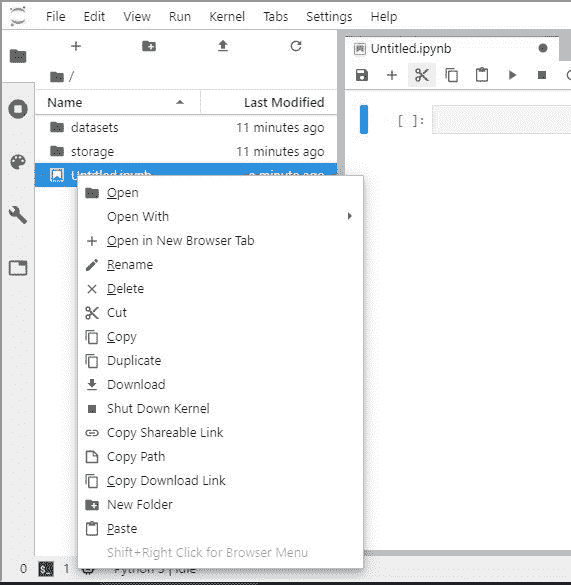 File Edit View Run Kernel Tabs Settings Help
Untitled.ipynb
/
Name Last Modified
[ ]:
datasets 11 minutes ago
storage 11 minutes ago
Untitled.ipynb a minute ago
Open
Open With
Open in New Browser Tab
Rename
Delete
Cut
Copy
Duplicate
Download
Shut Down Kernel
Copy Shareable Link
Copy Path
Copy Download Link
New Folder
Paste
Shift+Right Click for Browser Menu
0 1 Python 3 | Idle